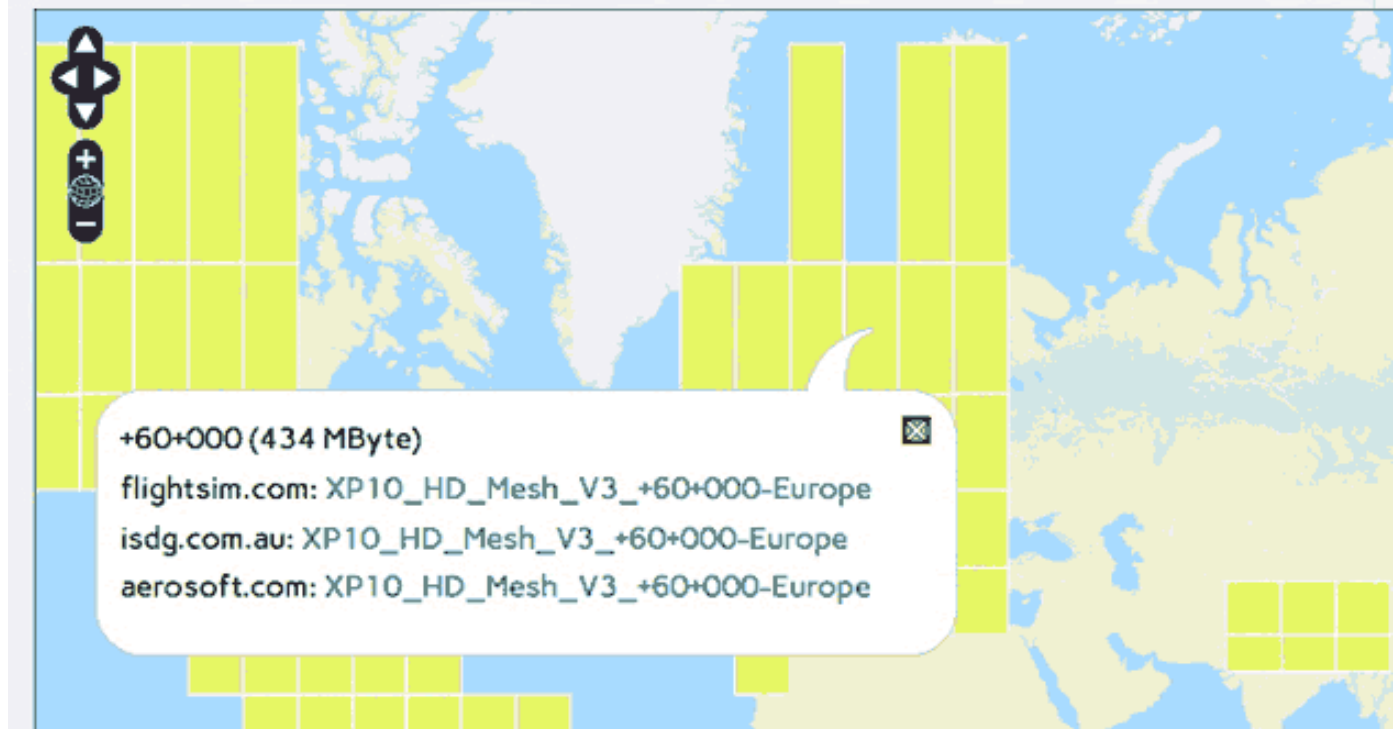 +60+000 (434 MByte)
flightsim.com: XP10_HD_Mesh_V3_+60+000-Europe
isdg.com.au: XP10_HD_Mesh_V3_+60+000-Europe
aerosoft.com: XP10_HD_Mesh_V3_+60+000-Europe